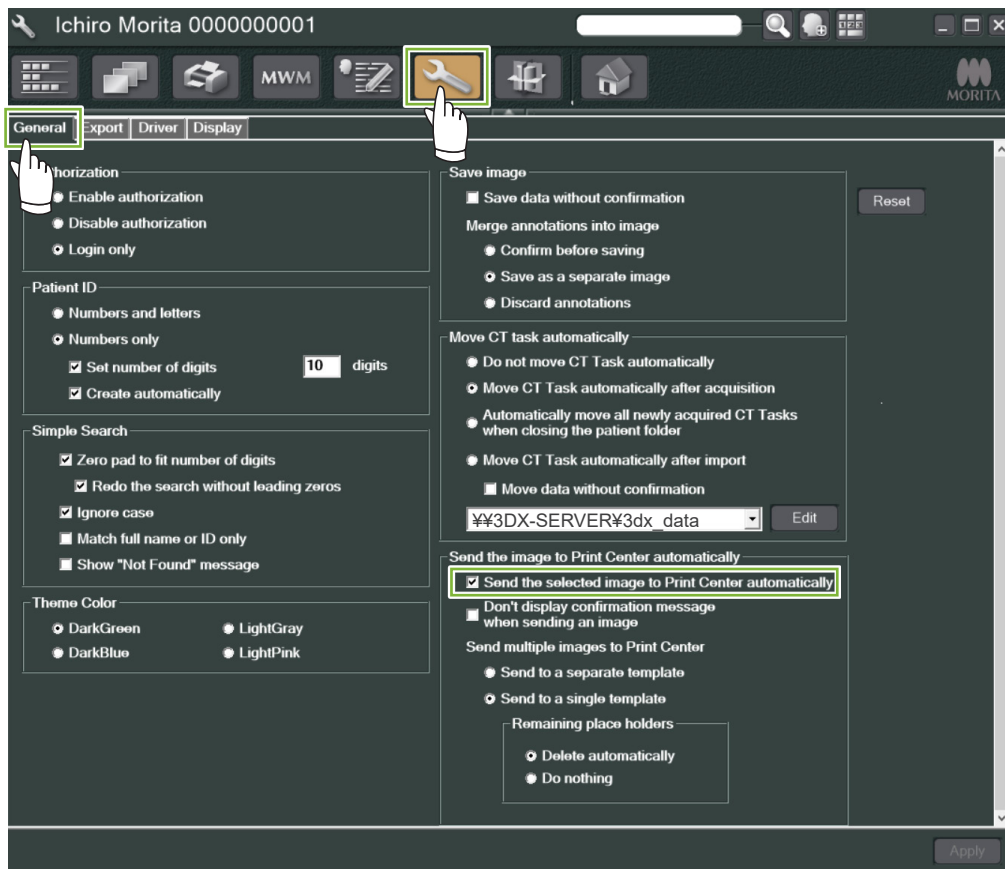 Ichiro Morita 0000000001
MWM
MORITA
General Export Driver Display
horization
Enable authorization
Disable authorization
Login only
Patient ID
Numbers and letters
Numbers only
Set number of digits 10 digits
Create automatically
Simple Search
Zero pad to fit number of digits
Redo the search without leading zeros
Ignore case
Match full name or ID only
Show "Not Found" message
Theme Color
DarkGreen LightGray
DarkBlue LightPink
Save image
Save data without confirmation
Merge annotations into image
Confirm before saving
Save as a separate image
Discard annotations
Move CT task automatically
Do not move CT Task automatically
Move CT Task automatically after acquisition
Automatically move all newly acquired CT Tasks
when closing the patient folder
Move CT Task automatically after import
Move data without confirmation
¥¥3DX-SERVER¥3dx_data Edit
Send the image to Print Center automatically
Send the selected image to Print Center automatically
Don't display confirmation message
when sending an image
Send multiple images to Print Center
Send to a separate template
Send to a single template
Remaining place holders
Delete automatically
Do nothing
Reset
Apply